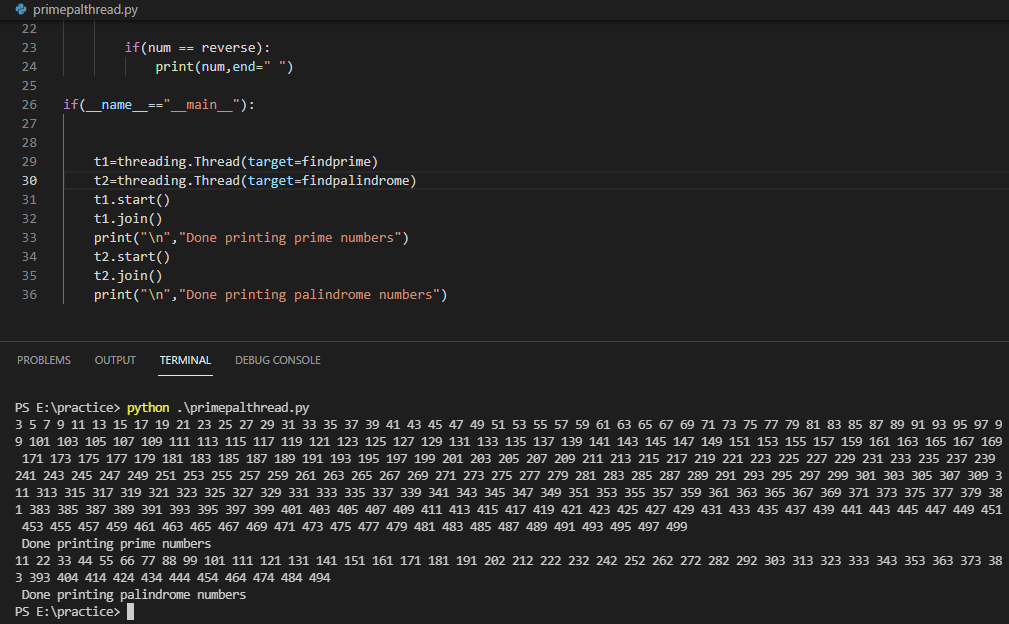 primepalthread.py
22
23 if(num == reverse):
24 print(num,end=" ")
25
26 if(__name__=="__main__"):
27
28
29 t1=threading.Thread(target=findprime)
30 t2=threading.Thread(target=findpalindrome)
31 t1.start()
32 t1.join()
33 print("\n","Done printing prime numbers")
34 t2.start()
35 t2.join()
36 print("\n","Done printing palindrome numbers")
PROBLEMS OUTPUT TERMINAL DEBUG CONSOLE
PS E:\practice> python .\primepalthread.py
3 5 7 9 11 13 15 17 19 21 23 25 27 29 31 33 35 37 39 41 43 45 47 49 51 53 55 57 59 61 63 65 67 69 71 73 75 77 79 81 83 85 87 89 91 93 95 97 9
9 101 103 105 107 109 111 113 115 117 119 121 123 125 127 129 131 133 135 137 139 141 143 145 147 149 151 153 155 157 159 161 163 165 167 169
171 173 175 177 179 181 183 185 187 189 191 193 195 197 199 201 203 205 207 209 211 213 215 217 219 221 223 225 227 229 231 233 235 237 239
241 243 245 247 249 251 253 255 257 259 261 263 265 267 269 271 273 275 277 279 281 283 285 287 289 291 293 295 297 299 301 303 305 307 309 3
11 313 315 317 319 321 323 325 327 329 331 333 335 337 339 341 343 345 347 349 351 353 355 357 359 361 363 365 367 369 371 373 375 377 379 38
1 383 385 387 389 391 393 395 397 399 401 403 405 407 409 411 413 415 417 419 421 423 425 427 429 431 433 435 437 439 441 443 445 447 449 451
453 455 457 459 461 463 465 467 469 471 473 475 477 479 481 483 485 487 489 491 493 495 497 499
Done printing prime numbers
11 22 33 44 55 66 77 88 99 101 111 121 131 141 151 161 171 181 191 202 212 222 232 242 252 262 272 282 292 303 313 323 333 343 353 363 373 38
3 393 404 414 424 434 444 454 464 474 484 494
Done printing palindrome numbers
PS E:\practice>